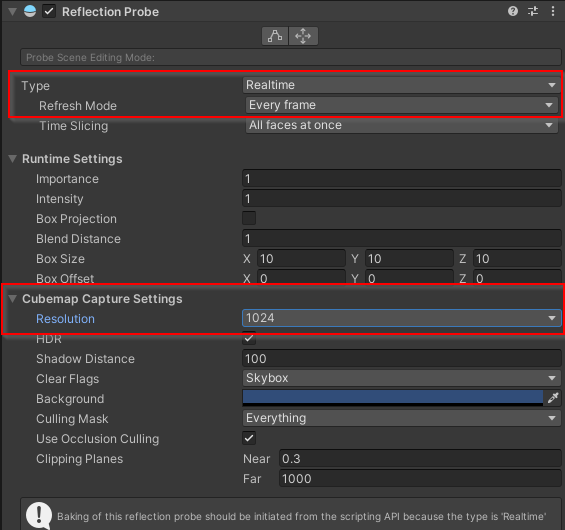 Reflection Probe
Probe Scene Editing Mode:
Type Realtime
Refresh Mode Every frame
Time Slicing All faces at once
Runtime Settings
Importance 1
Intensity 1
Box Projection
Blend Distance 1
Box Size X 10 Y 10 Z 10
Box Offset X 0 Y 0 Z 0
Cubemap Capture Settings
Resolution 1024
HDR
Shadow Distance 100
Clear Flags Skybox
Background
Culling Mask Everything
Use Occlusion Culling
Clipping Planes Near 0.3
Far 1000
Baking of this reflection probe should be initiated from the scripting API because the type is 'Realtime'